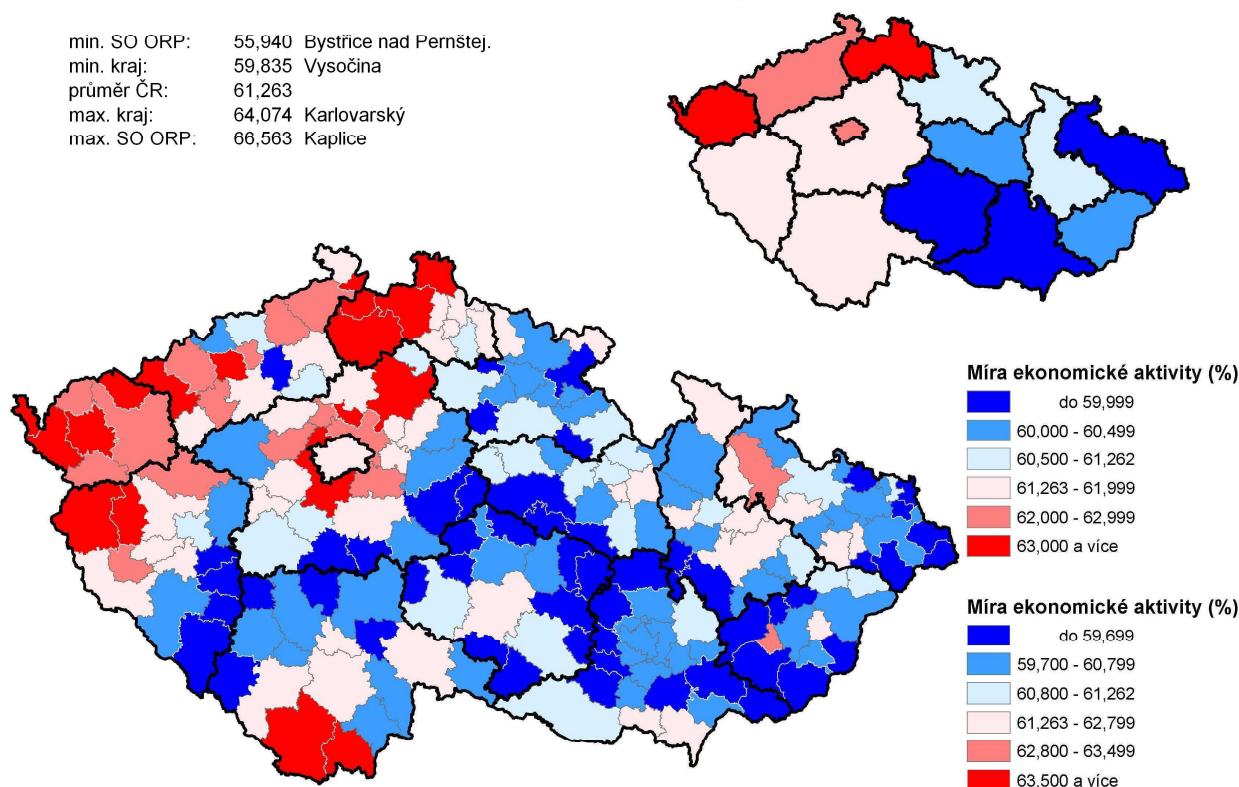 min. SO ORP: 55,940 Bystřice nad Pernštej.
min. kraj: 59,835 Vysočina
průměr ČR: 61,263
max. kraj: 64,074 Karlovarský
max. SO ORP: 66,563 Kaplice
Míra ekonomické aktivity (%)
do 59,999
60,000 - 60,499
60,500 - 61,262
61,263 - 61,999
62,000 - 62,999
63,000 a více
Míra ekonomické aktivity (%)
do 59,699
59,700 - 60,799
60,800 - 61,262
61,263 - 62,799
62,800 - 63,499
63,500 a více